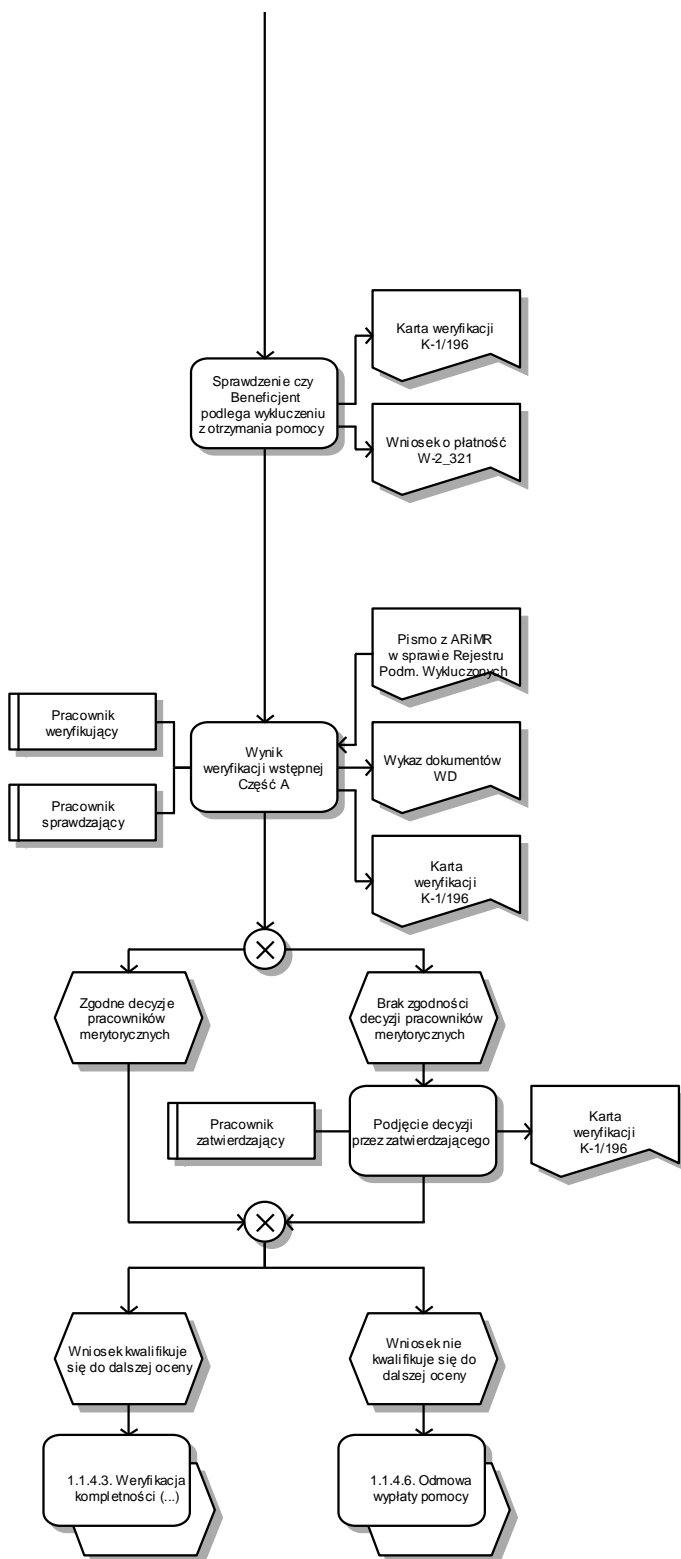 Karta weryfikacji
K-1/196
Sprawdzenie czy
Beneficjent
podlega wykluczeniu
z otrzymania pomocy
Wniosek o płatność
W-2_321
Pismo z ARiMR
w sprawie Rejestru
Podm. Wykluczonych
Pracownik
weryfikujący
Wynik
weryfikacji wstępnej
Część A
Wykaz dokumentów
WD
Pracownik
sprawdzający
Karta
weryfikacji
K-1/196
Zgodne decyzje
pracowników
merytorycznych
Brak zgodności
decyzji pracowników
merytorycznych
Pracownik
zatwierdzający
Podjęcie decyzji
przez zatwierdzającego
Karta
weryfikacji
K-1/196
Wniosek kwalifikuje
się do dalszej oceny
Wniosek nie
kwalifikuje się do
dalszej oceny
1.1.4.3. Weryfikacja
kompletności (...)
1.1.4.6. Odmowa
wypłaty pomocy